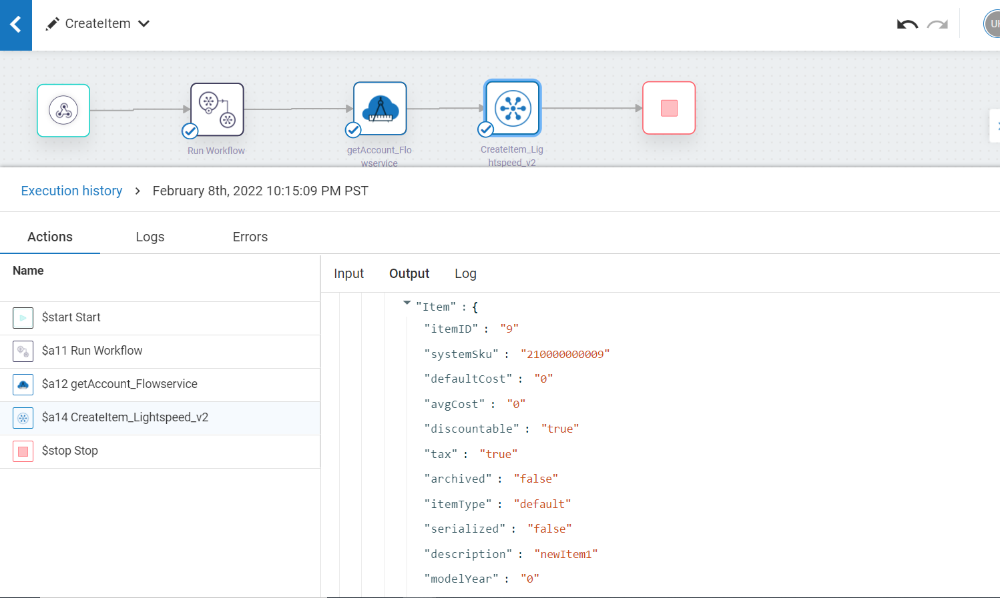 CreateItem
Run Workflow
getAccount_Flo
wservice
CreateItem_Lig
htspeed_v2
Execution history > February 8th, 2022 10:15:09 PM PST
Actions Logs Errors
Name
$start Start
$a11 Run Workflow
$a12 getAccount_Flowservice
$a14 CreateItem_Lightspeed_v2
$stop Stop
Input Output Log
"Item" : {
"itemID" : "9"
"systemSku" : "210000000009"
"defaultCost" : "0"
"avgCost" : "0"
"discountable" : "true"
"tax" : "true"
"archived" : "false"
"itemType" : "default"
"serialized" : "false"
"description" : "newItem1"
"modelYear" : "0"